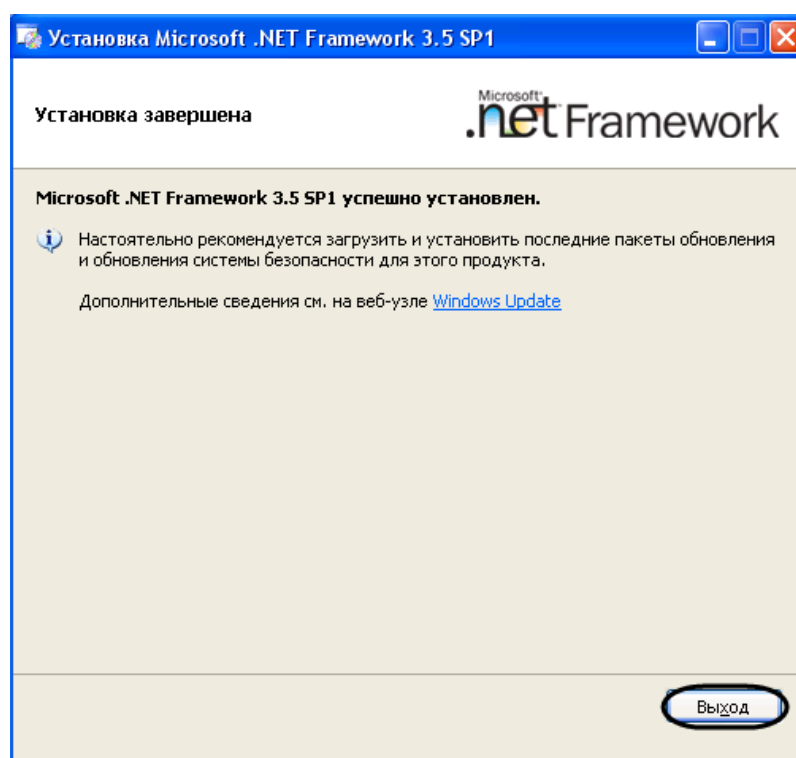 Установка Microsoft .NET Framework 3.5 SP1
Установка завершена
Microsoft
.net Framework
Microsoft .NET Framework 3.5 SP1 успешно установлен.
Настоятельно рекомендуется загрузить и установить последние пакеты обновления
и обновления системы безопасности для этого продукта.
Дополнительные сведения см. на веб-узле Windows Update
Выход